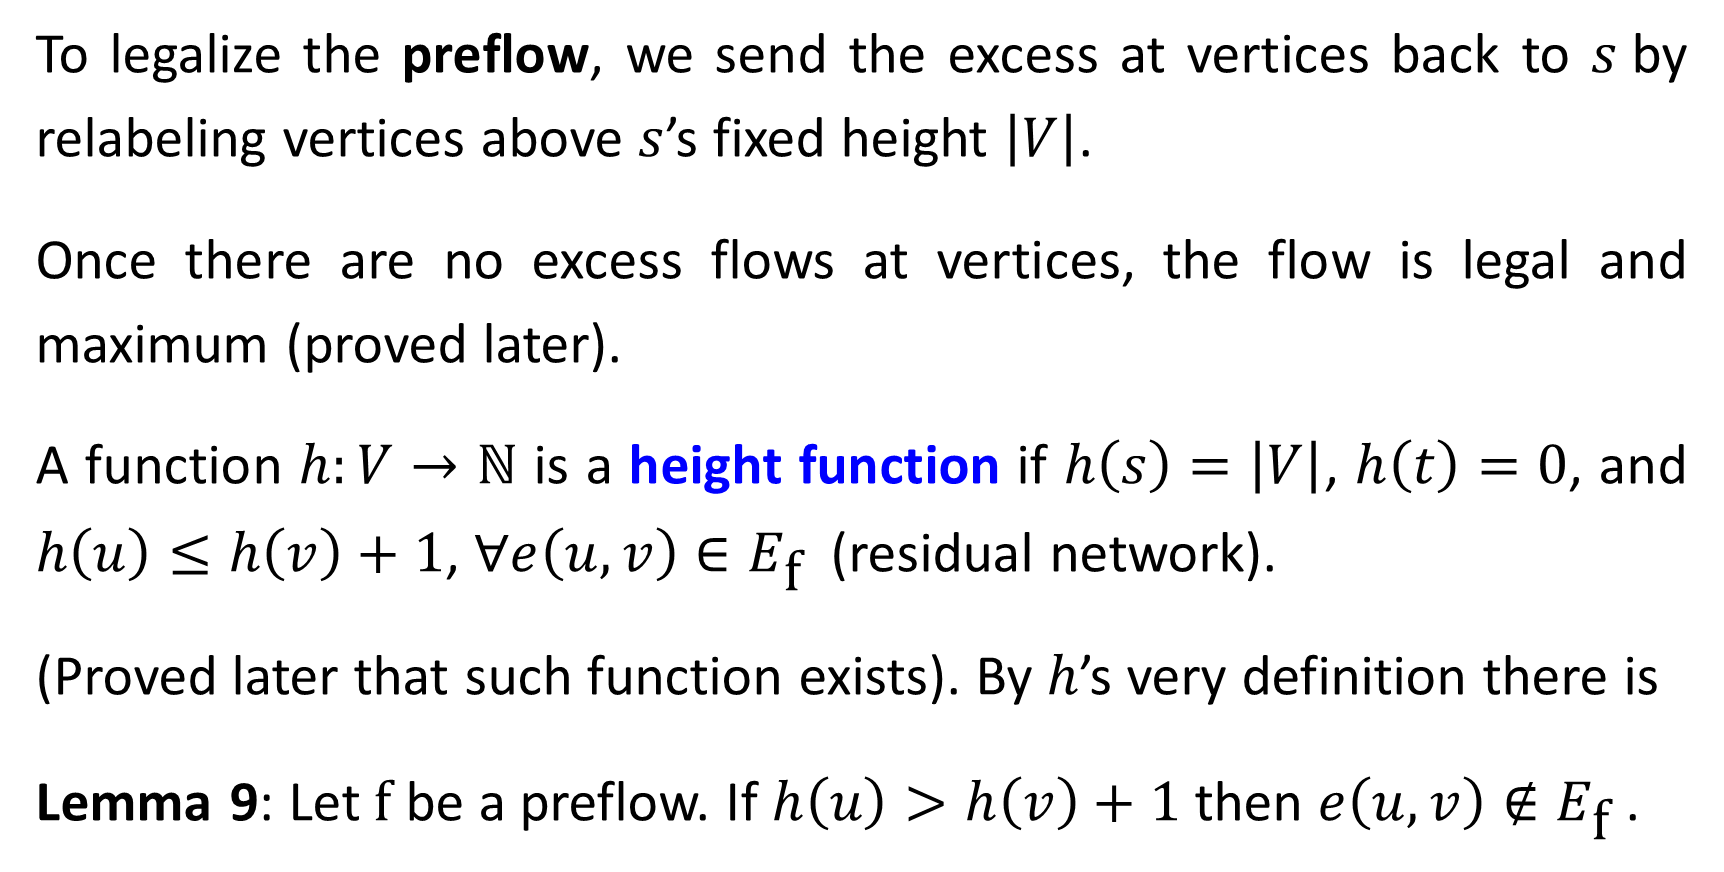 To legalize the preflow, we send the excess at vertices back to s by
relabeling vertices above s’s fixed height |V|.
Once there are no excess flows at vertices, the flow is legal and
maximum (proved later).
A function h: V → ℕ is a height function if h(s) = |V|, h(t) = 0, and
h(u) ≤ h(v) + 1, ∀e(u, v) ∈ E_f (residual network).
(Proved later that such function exists). By h’s very definition there is
Lemma 9: Let f be a preflow. If h(u) > h(v) + 1 then e(u, v) ∉ E_f .